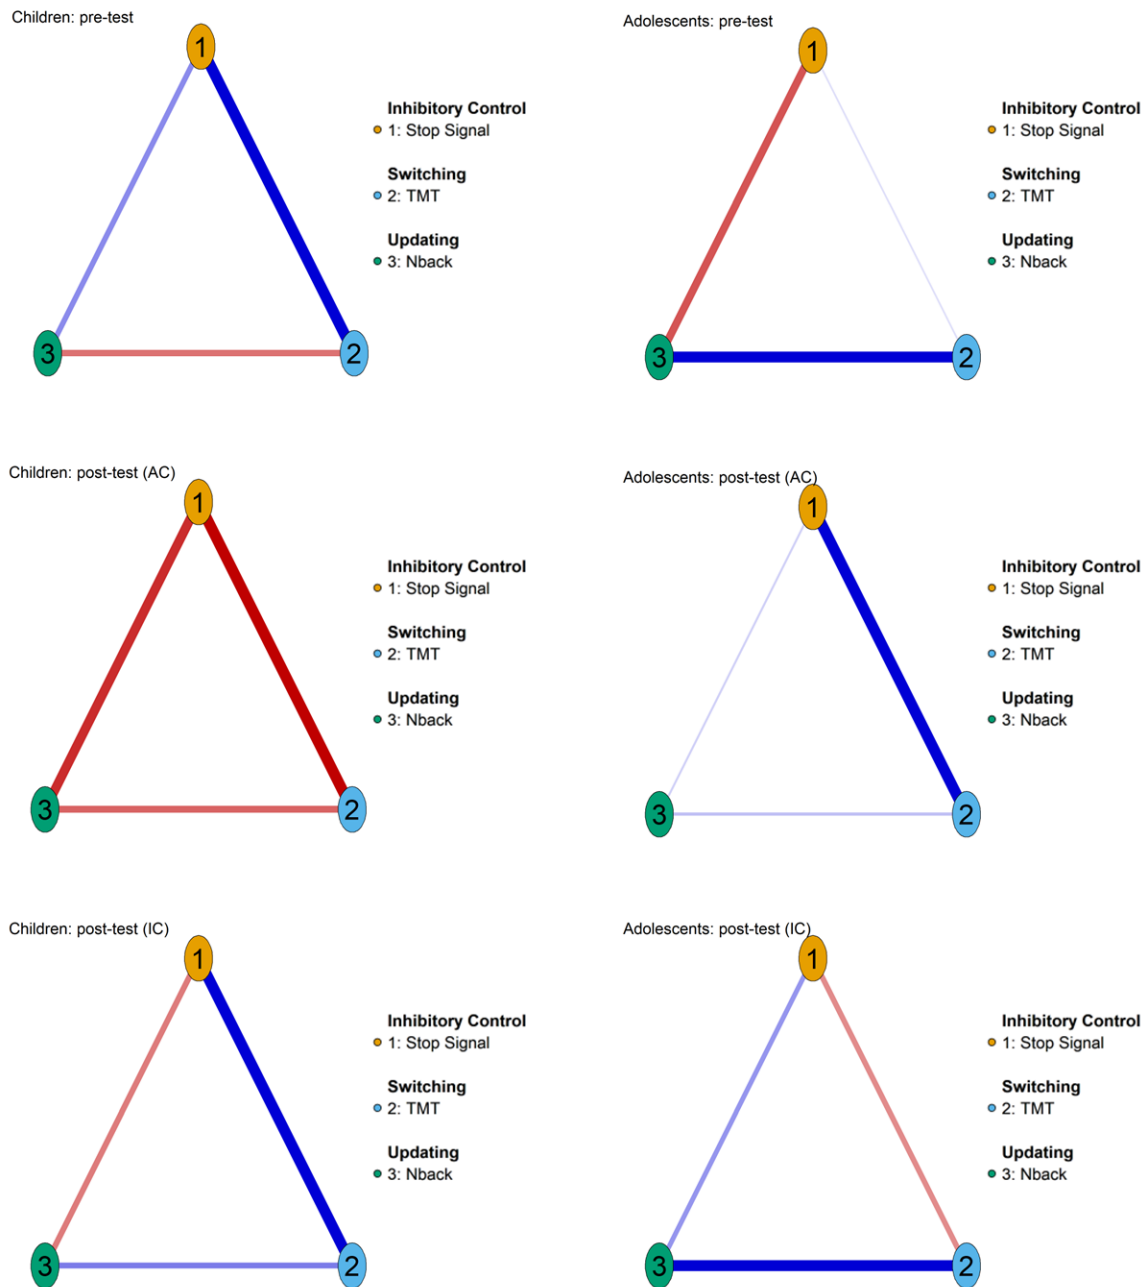 Children: pre-test
1
3
2
Inhibitory Control
1: Stop Signal
Switching
2: TMT
Updating
3: Nback
Adolescents: pre-test
1
3
2
Inhibitory Control
1: Stop Signal
Switching
2: TMT
Updating
3: Nback
Children: post-test (AC)
1
3
2
Inhibitory Control
1: Stop Signal
Switching
2: TMT
Updating
3: Nback
Adolescents: post-test (AC)
1
3
2
Inhibitory Control
1: Stop Signal
Switching
2: TMT
Updating
3: Nback
Children: post-test (IC)
1
3
2
Inhibitory Control
1: Stop Signal
Switching
2: TMT
Updating
3: Nback
Adolescents: post-test (IC)
1
3
2
Inhibitory Control
1: Stop Signal
Switching
2: TMT
Updating
3: Nback